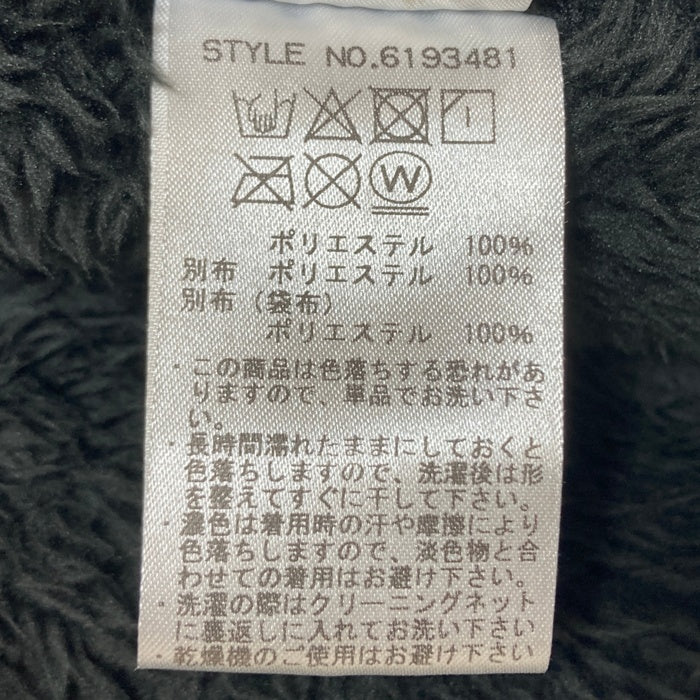 STYLE NO.6193481
W
ポリエステル 100%
別布 ポリエステル 100%
別布(袋布)
ポリエステル 100%
・この商品は色落ちする恐れがあ
りますので、単品でお洗い下さ
い。
・長時間濡れたままにしておくと
色落ちしますので、洗濯後は形
を整えてすぐに干して下さい。
・濃色は着用時の汗や摩擦により
色落ちしますので、淡色物と合
わせての着用はお避け下さい。
・洗濯の際はクリーニングネット
に裏返しに入れてお洗い下さい
・乾燥機のご使用はお避け下さい